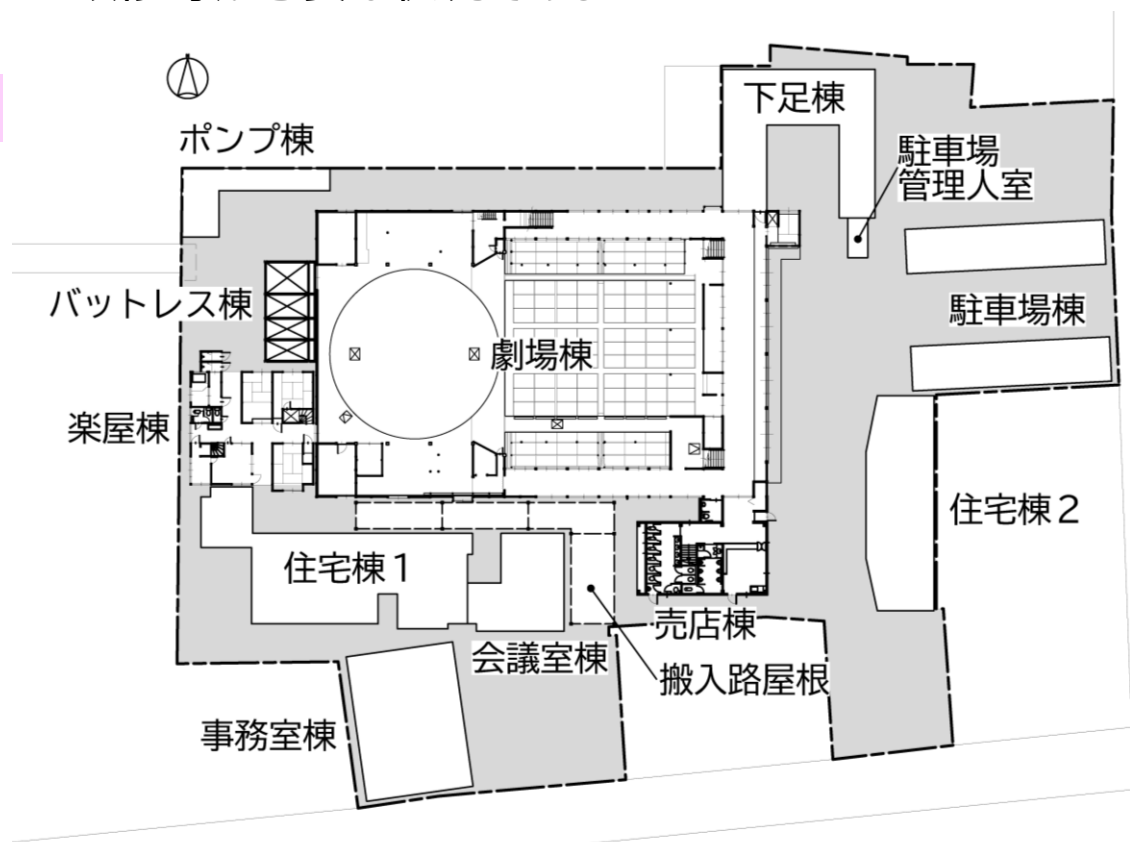 下足棟
ポンプ棟
駐車場
管理人室
バットレス棟
駐車場棟
劇場棟
楽屋棟
住宅棟2
住宅棟1
売店棟
会議室棟
搬入路屋根
事務室棟